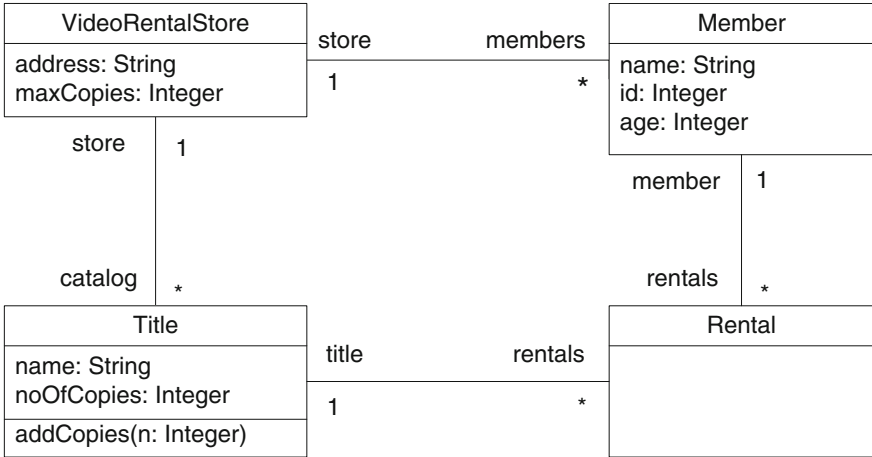 VideoRentalStore
address: String
maxCopies: Integer
store members
1 *
Member
name: String
id: Integer
age: Integer
store 1
member 1
catalog *
rentals *
Title
name: String
noOfCopies: Integer
addCopies(n: Integer)
title rentals
1 *
Rental